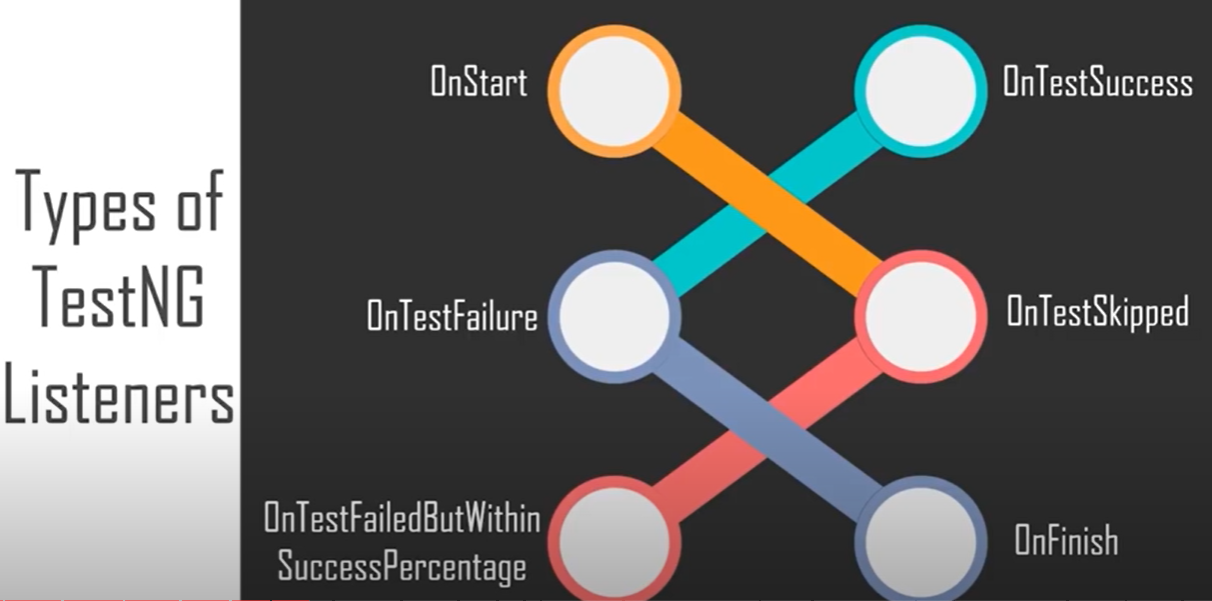 Types of
TestNG
Listeners
OnStart
OnTestSuccess
OnTestFailure
OnTestSkipped
OnTestFailedButWithin
SuccessPercentage
OnFinish